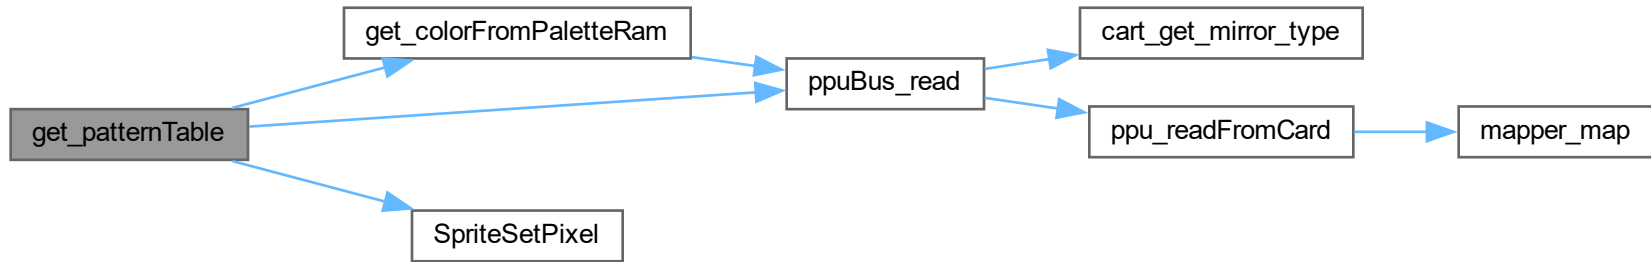 get_patternTable
get_colorFromPaletteRam
SpriteSetPixel
ppuBus_read
cart_get_mirror_type
ppu_readFromCard
mapper_map